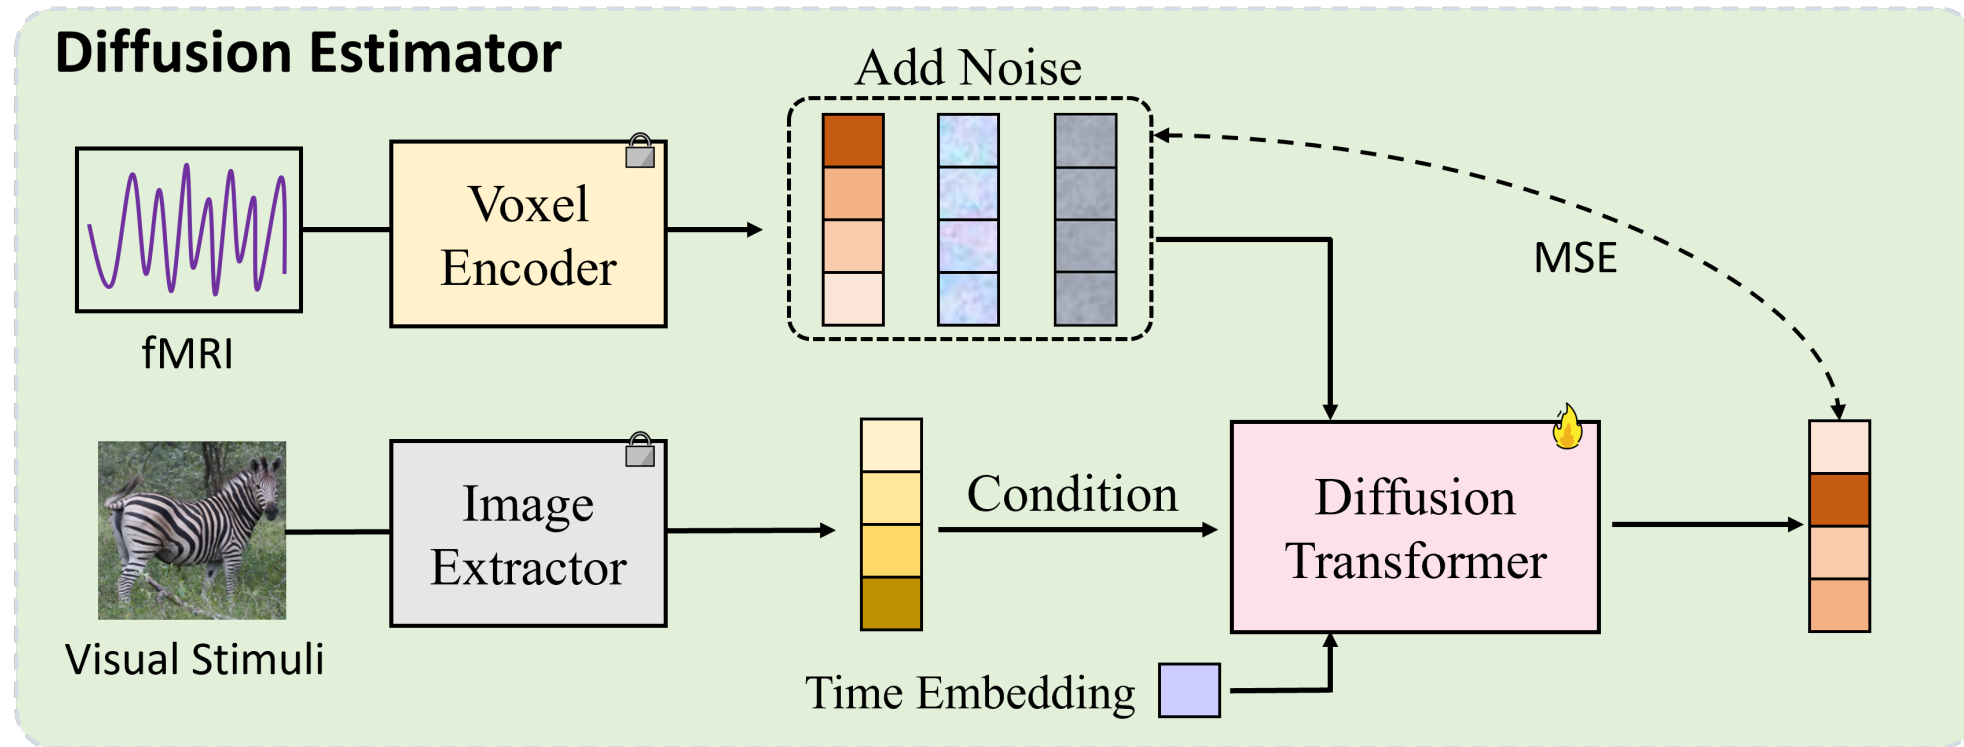 Diffusion Estimator
Add Noise
Voxel
Encoder
MSE
fMRI
Image
Extractor
Condition
Diffusion
Transformer
Visual Stimuli
Time Embedding